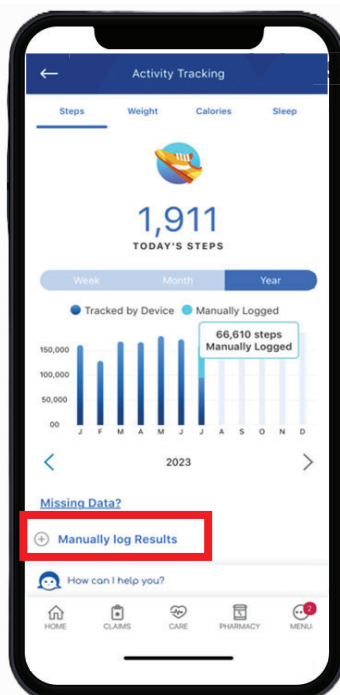 Activity Tracking
Steps Weight Calories Sleep
1,911
TODAY'S STEPS
Week Month Year
Tracked by Device Manually Logged
66,610 steps
Manually Logged
150,000
100,000
50,000
00
J F M A M J J A S O N D
2023
Missing Data?
Manually log Results
How can I help you?
2
HOME CLAIMS CARE PHARMACY MENU